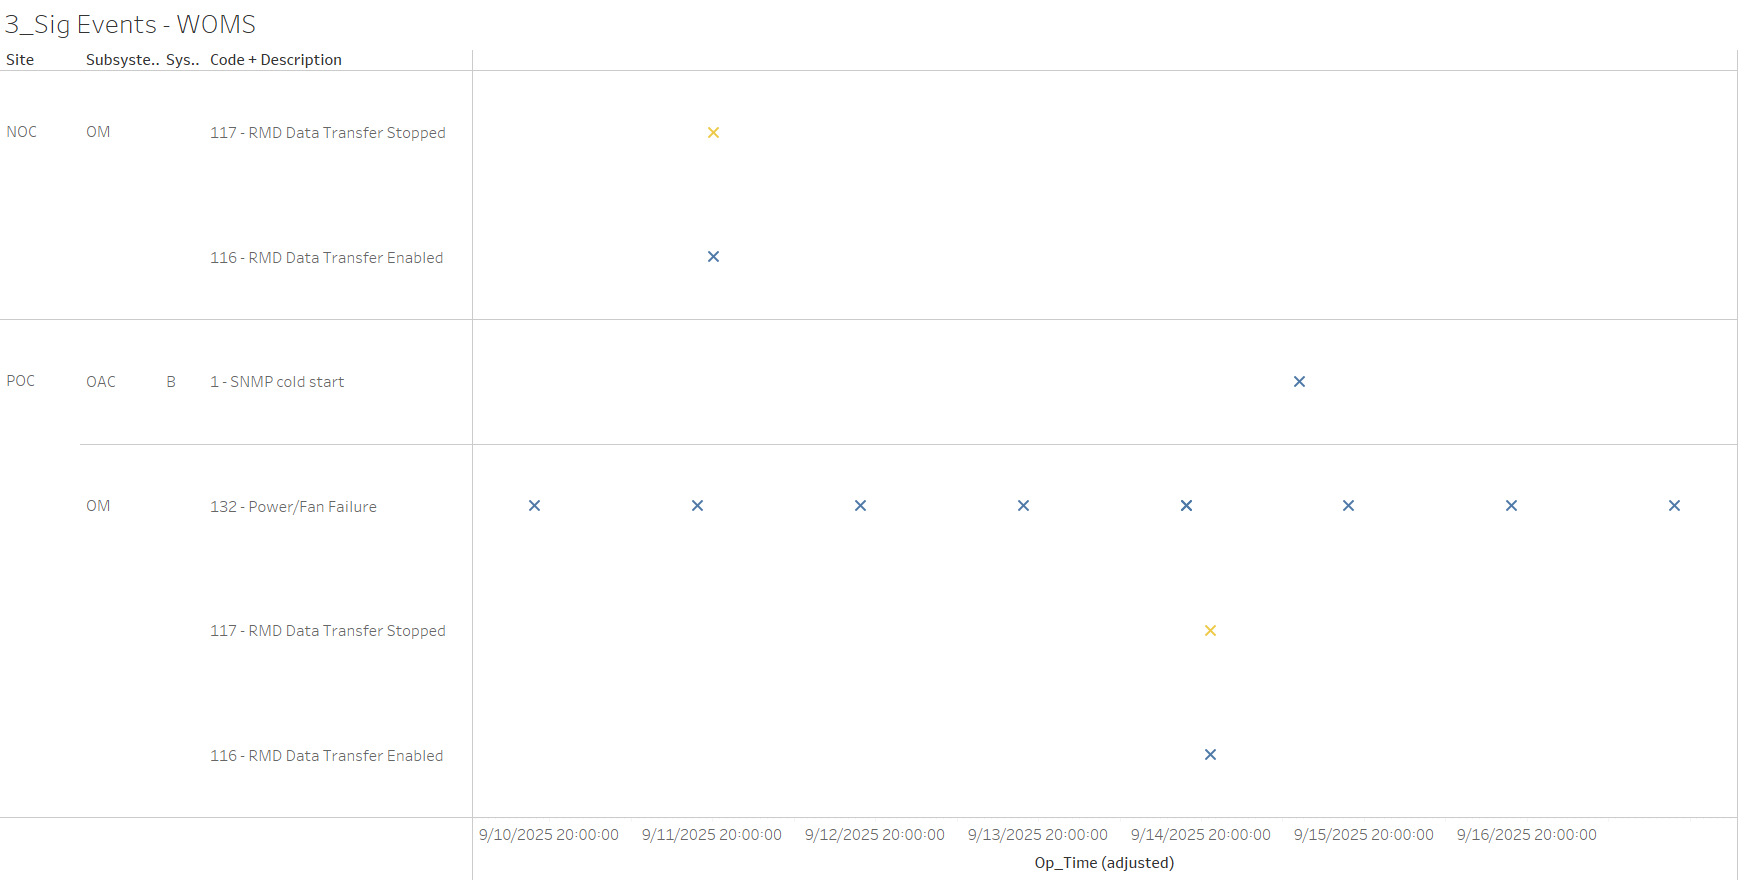 3_Sig Events - WOMS
Site Subsyste.. Sys.. Code + Description
NOC OM 117 - RMD Data Transfer Stopped
116 - RMD Data Transfer Enabled
POC OAC B 1 - SNMP cold start
OM 132 - Power/Fan Failure
117 - RMD Data Transfer Stopped
116 - RMD Data Transfer Enabled
9/10/2025 20:00:00 9/11/2025 20:00:00 9/12/2025 20:00:00 9/13/2025 20:00:00 9/14/2025 20:00:00 9/15/2025 20:00:00 9/16/2025 20:00:00
Op_Time (adjusted)